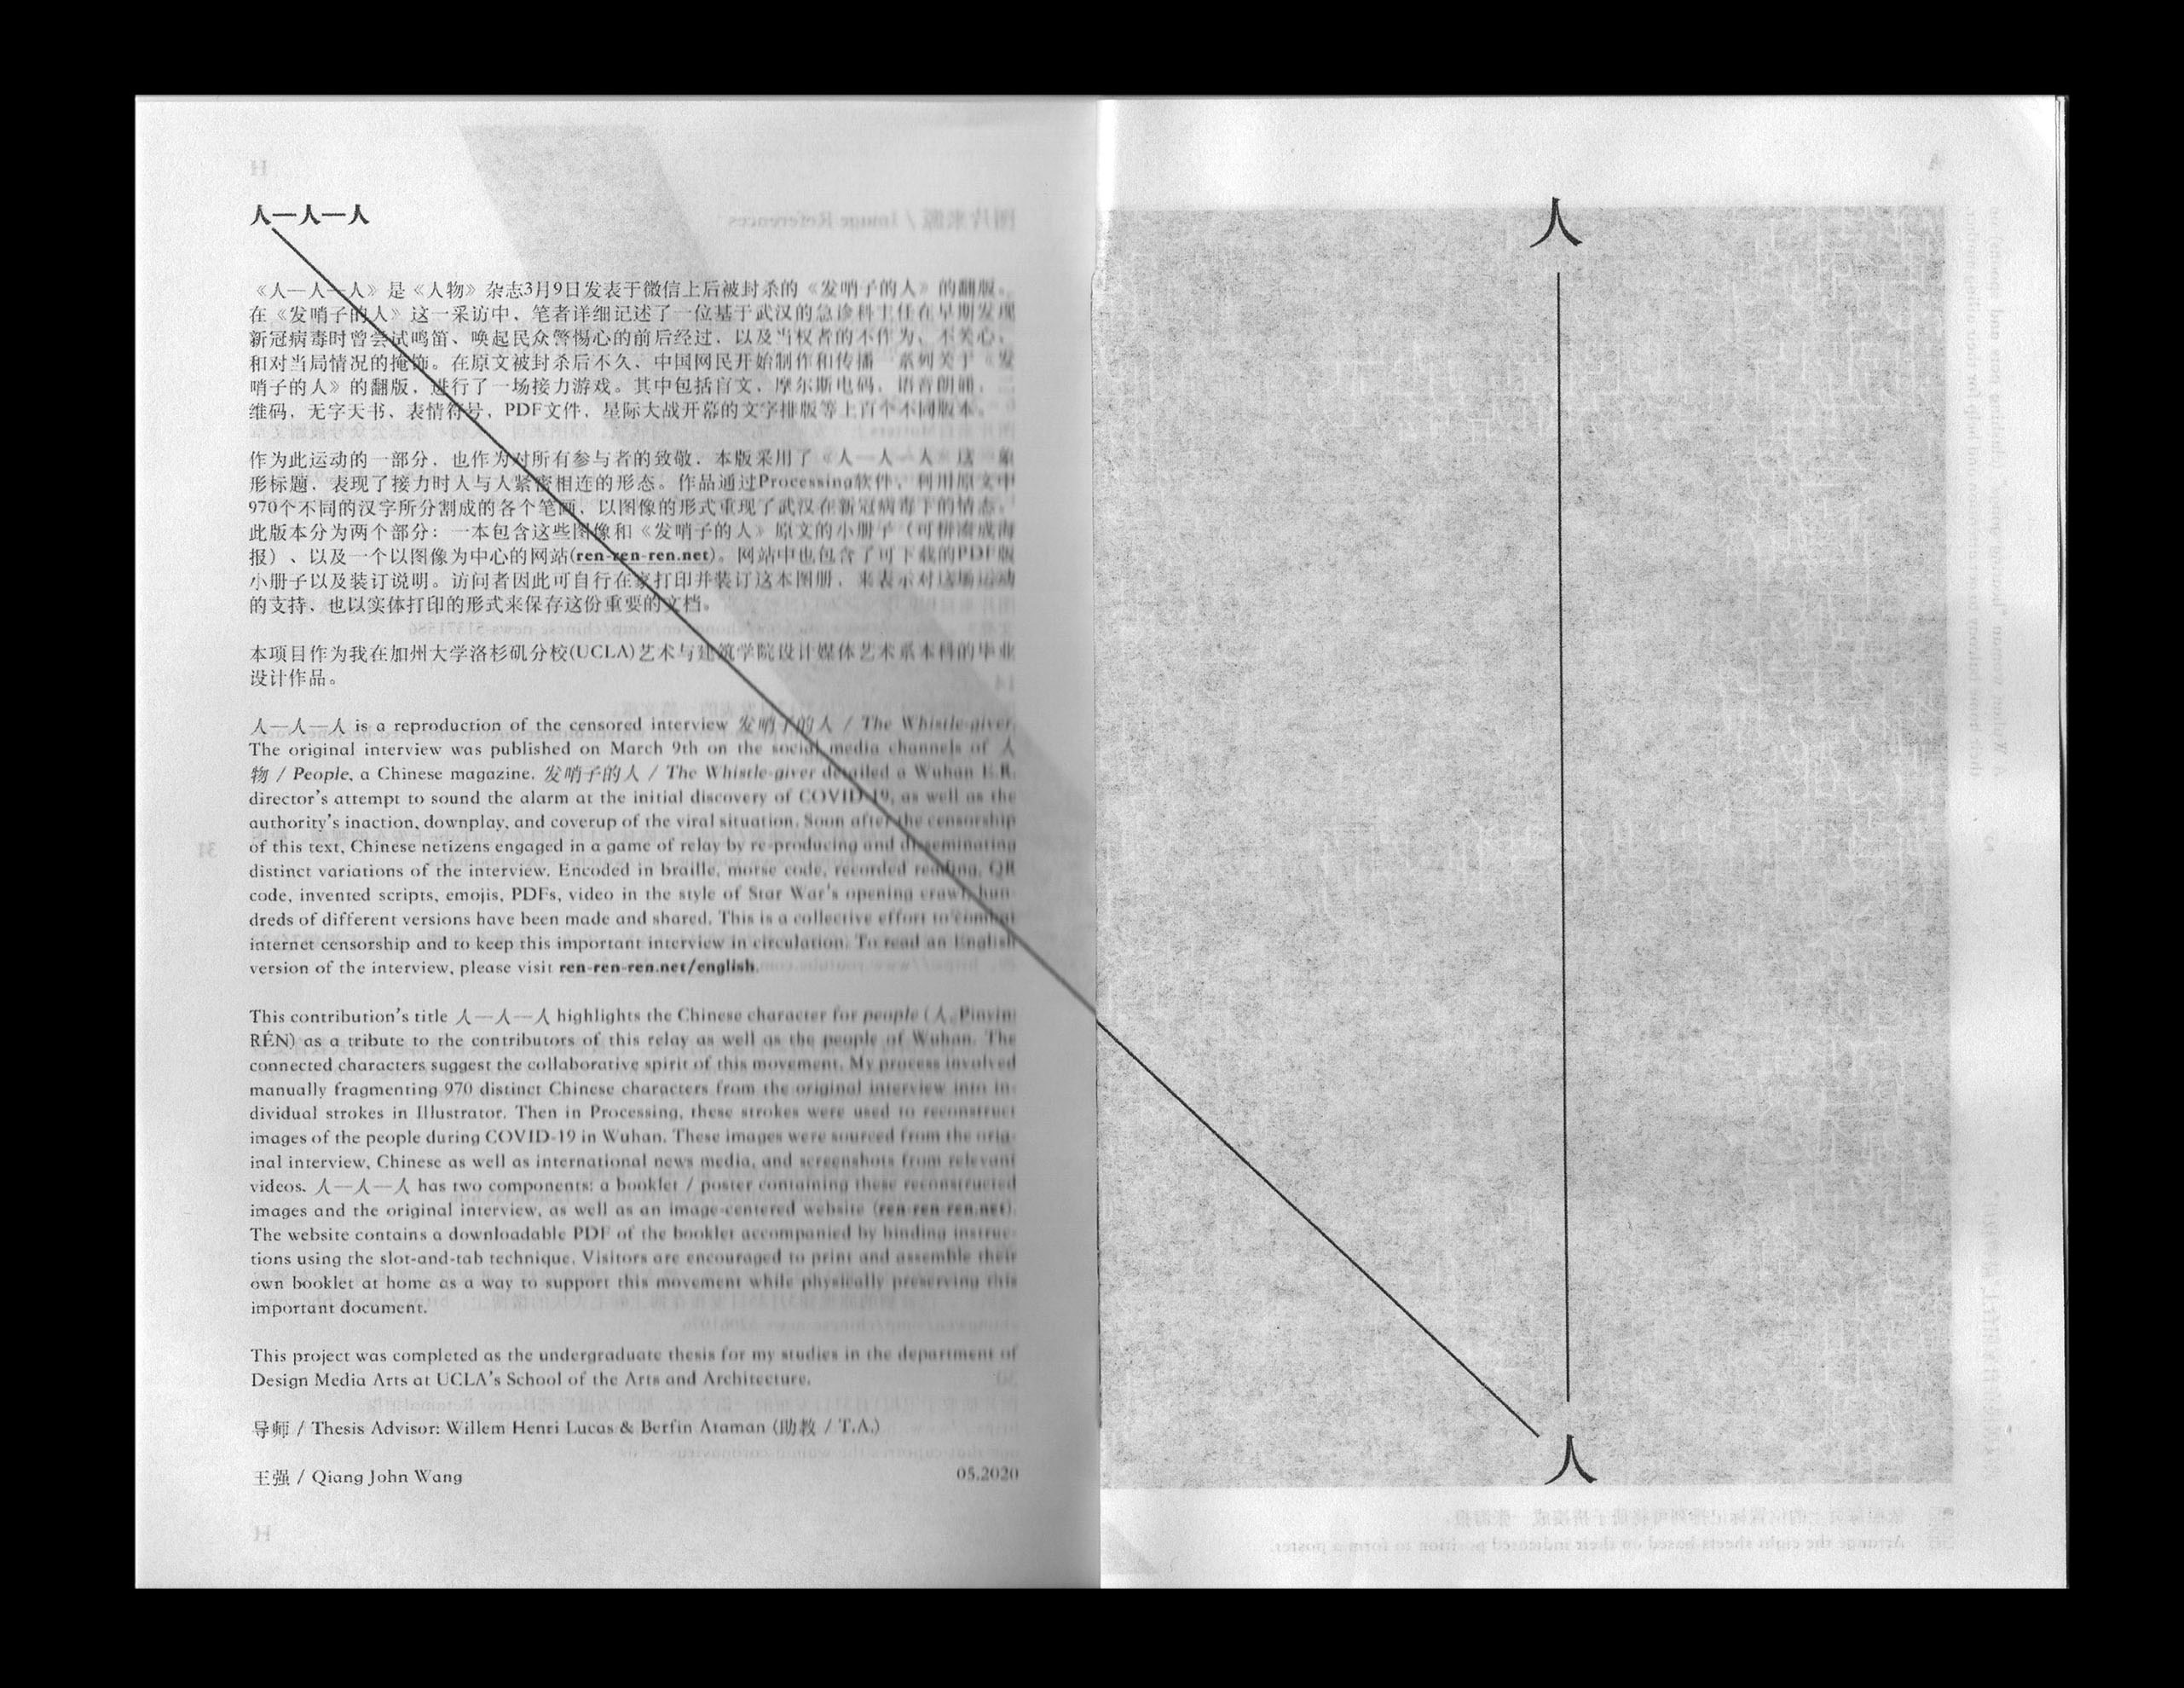 人—人—人
《人—人—人》是《人物》杂志3月9日发表于微信上后被封杀的《发哨子的人》的翻版。
在《发哨子的人》这一采访中，笔者详细记述了一位基于武汉的急诊科主任在早期发现
新冠病毒时曾尝试鸣笛、唤起民众警惕心的前后经过，以及当权者的不作为、不关心、
和对当局情况的掩饰。在原文被封杀后不久，中国网民开始制作和传播一系列关于《发
哨子的人》的翻版，进行了一场接力游戏。其中包括盲文，摩尔斯电码，语音朗诵，二
维码，无字天书、表情符号，PDF文件，星际大战开幕的文字排版等上百个不同版本。
作为此运动的一部分，也作为对所有参与者的致敬，本版采用了《人—人—人》这一象
形标题，表现了接力时人与人紧密相连的形态。作品通过Processing软件，利用原文中
970个不同的汉字所分割成的各个笔画，以图像的形式重现了武汉在新冠病毒下的情态。
此版本分为两个部分：一本包含这些图像和《发哨子的人》原文的小册子（可拼凑成海
报）、以及一个以图像为中心的网站(ren-ren-ren.net)。网站中也包含了可下载的PDF版
小册子以及装订说明。访问者因此可自行在家打印并装订这本图册，来表示对这场运动
的支持、也以实体打印的形式来保存这份重要的文档。
本项目作为我在加州大学洛杉矶分校(UCLA)艺术与建筑学院设计媒体艺术系本科的毕业
设计作品。
人—人—人 is a reproduction of the censored interview 发哨子的人 / The Whistle-giver.
The original interview was published on March 9th on the social media channels of 人
物 / People, a Chinese magazine. 发哨子的人 / The Whistle-giver detailed a Wuhan E.R.
director's attempt to sound the alarm at the initial discovery of COVID-19, as well as the
authority's inaction, downplay, and coverup of the viral situation. Soon after the censorship
of this text, Chinese netizens engaged in a game of relay by re-producing and disseminating
distinct variations of the interview. Encoded in braille, morse code, recorded reading, QR
code, invented scripts, emojis, PDFs, video in the style of Star War's opening crawl, hun-
dreds of different versions have been made and shared. This is a collective effort to combat
internet censorship and to keep this important interview in circulation. To read an English
version of the interview, please visit ren-ren-ren.net/english.
This contribution's title 人—人—人 highlights the Chinese character for people (人, Pinyin:
RÉN) as a tribute to the contributors of this relay as well as the people of Wuhan. The
connected characters suggest the collaborative spirit of this movement. My process involved
manually fragmenting 970 distinct Chinese characters from the original interview into in-
dividual strokes in Illustrator. Then in Processing, these strokes were used to reconstruct
images of the people during COVID-19 in Wuhan. These images were sourced from the orig-
inal interview, Chinese as well as international news media, and screenshots from relevant
videos. 人—人—人 has two components: a booklet / poster containing these reconstructed
images and the original interview, as well as an image-centered website (ren-ren-ren.net).
The website contains a downloadable PDF of the booklet accompanied by binding instruc-
tions using the slot-and-tab technique. Visitors are encouraged to print and assemble their
own booklet at home as a way to support this movement while physically preserving this
important document.
This project was completed as the undergraduate thesis for my studies in the department of
Design Media Arts at UCLA's School of the Arts and Architecture.
导师 / Thesis Advisor: Willem Henri Lucas & Berfin Ataman (助教 / T.A.)
王强 / Qiang John Wang
05.2020
人
人